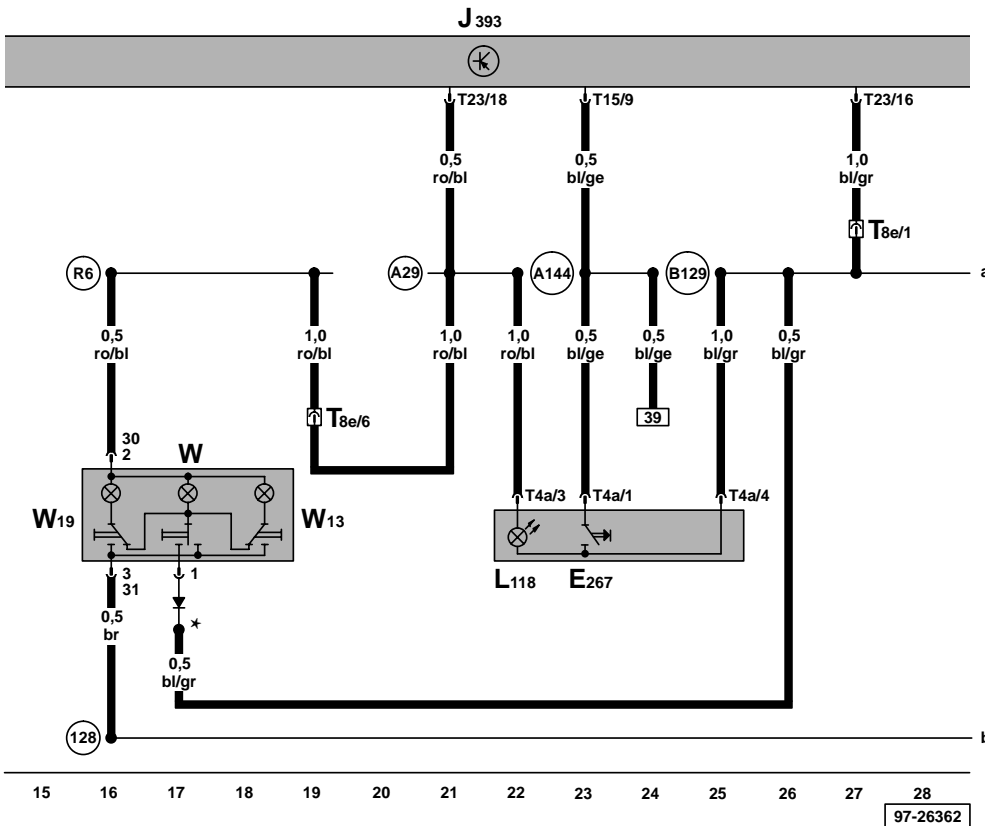 J 393
T23/18 T15/9 T23/16
0,5 0,5 1,0
ro/bl bl/ge bl/gr
T8e/1
R6 A29 A144 B129 a
0,5 1,0 1,0 1,0 0,5 0,5 1,0 0,5
ro/bl ro/bl ro/bl ro/bl bl/ge bl/ge bl/gr bl/gr
T8e/6 39
30
2 W
T4a/3 T4a/1 T4a/4
W19 W13
L118 E267
3 1
31
0,5
br
*
0,5
bl/gr
128 b
15 16 17 18 19 20 21 22 23 24 25 26 27 28
97-26362